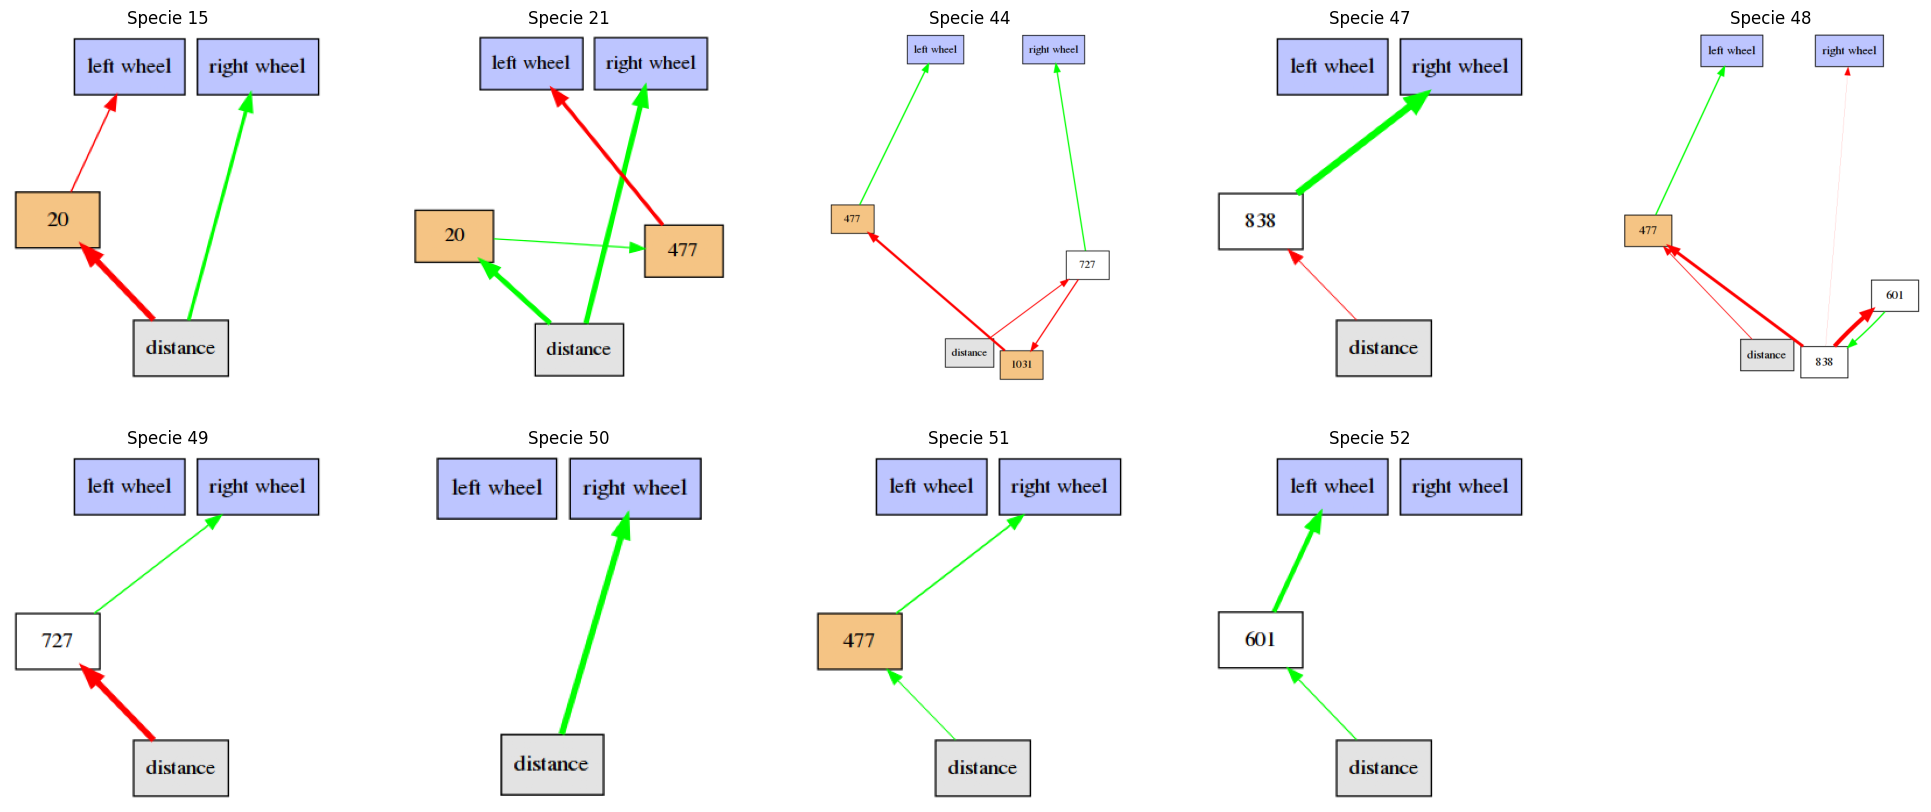 Specie 15
left wheel
right wheel
20
distance
Specie 21
left wheel
right wheel
20
477
distance
Specie 44
left wheel
right wheel
477
727
distance
1031
Specie 47
left wheel
right wheel
838
distance
Specie 48
left wheel
right wheel
477
601
distance
838
Specie 49
left wheel
right wheel
727
distance
Specie 50
left wheel
right wheel
distance
Specie 51
left wheel
right wheel
477
distance
Specie 52
left wheel
right wheel
601
distance